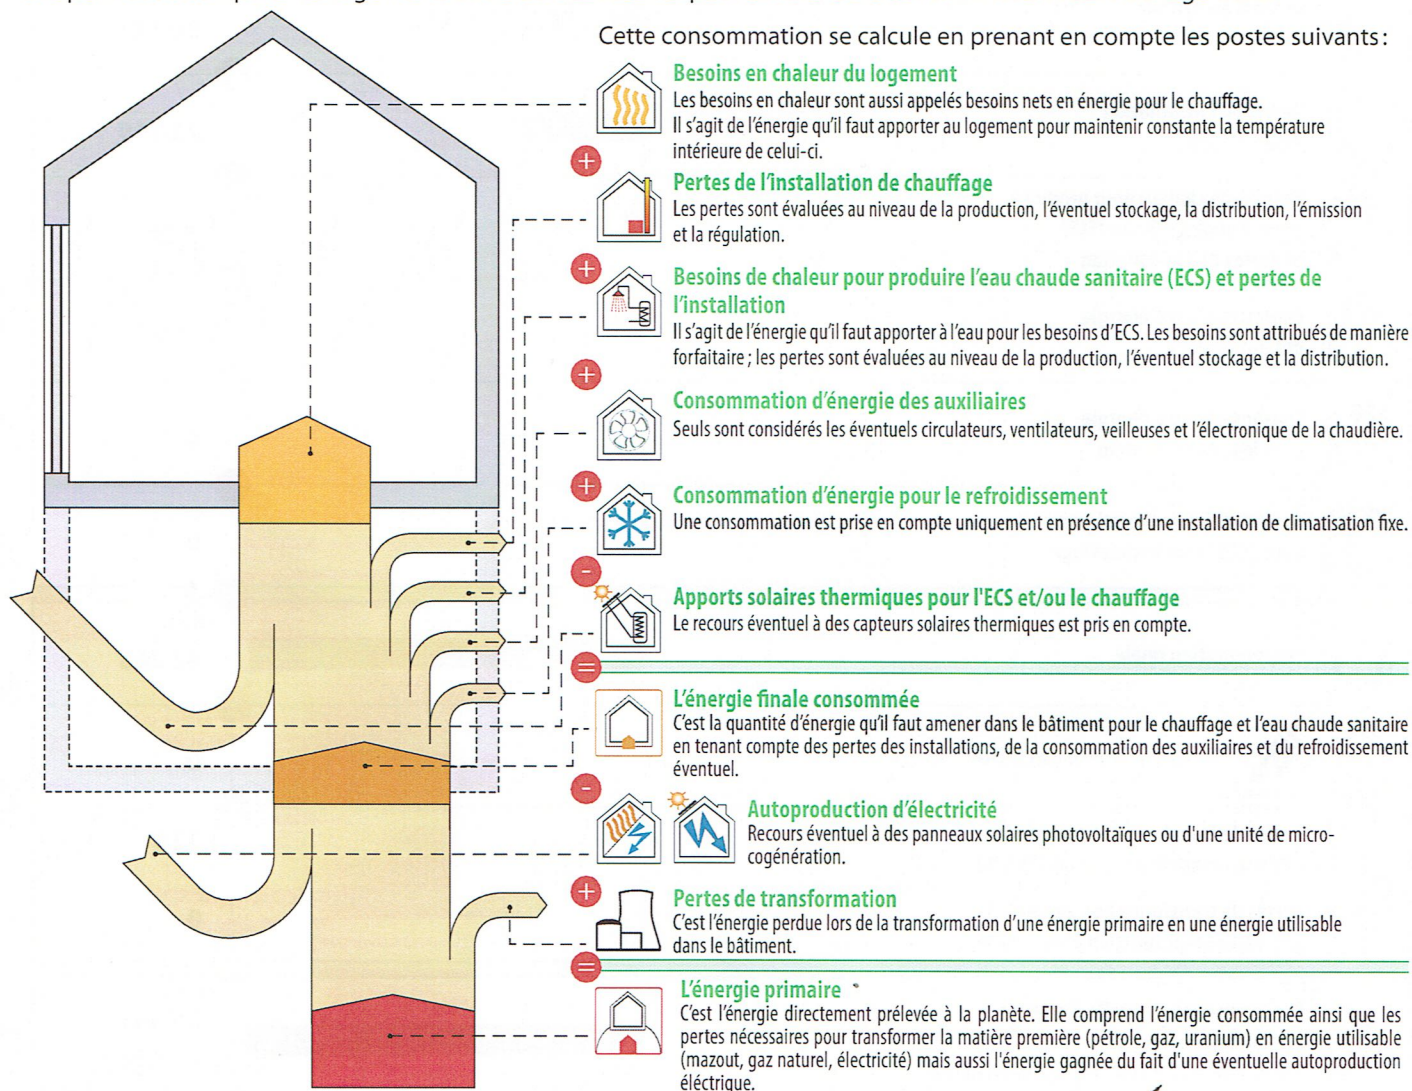 Cette consommation se calcule en prenant en compte les postes suivants :
Besoins en chaleur du logement
Les besoins en chaleur sont aussi appelés besoins nets en énergie pour le chauffage.
Il s'agit de l'énergie qu'il faut apporter au logement pour maintenir constante la température
intérieure de celui-ci.
+
Pertes de l'installation de chauffage
Les pertes sont évaluées au niveau de la production, l'éventuel stockage, la distribution, l'émission
et la régulation.
+
Besoins de chaleur pour produire l'eau chaude sanitaire (ECS) et pertes de
l'installation
Il s'agit de l'énergie qu'il faut apporter à l'eau pour les besoins d'ECS. Les besoins sont attribués de manière
forfaitaire ; les pertes sont évaluées au niveau de la production, l'éventuel stockage et la distribution.
+
Consommation d'énergie des auxiliaires
Seuls sont considérés les éventuels circulateurs, ventilateurs, veilleuses et l'électronique de la chaudière.
+
Consommation d'énergie pour le refroidissement
Une consommation est prise en compte uniquement en présence d'une installation de climatisation fixe.
-
Apports solaires thermiques pour l'ECS et/ou le chauffage
Le recours éventuel à des capteurs solaires thermiques est pris en compte.
=
L'énergie finale consommée
C'est la quantité d'énergie qu'il faut amener dans le bâtiment pour le chauffage et l'eau chaude sanitaire
en tenant compte des pertes des installations, de la consommation des auxiliaires et du refroidissement
éventuel.
-
Autoproduction d'électricité
Recours éventuel à des panneaux solaires photovoltaïques ou d'une unité de micro-
cogénération.
+
Pertes de transformation
C'est l'énergie perdue lors de la transformation d'une énergie primaire en une énergie utilisable
dans le bâtiment.
=
L'énergie primaire
C'est l'énergie directement prélevée à la planète. Elle comprend l'énergie consommée ainsi que les
pertes nécessaires pour transformer la matière première (pétrole, gaz, uranium) en énergie utilisable
(mazout, gaz naturel, électricité) mais aussi l'énergie gagnée du fait d'une éventuelle autoproduction
éléctrique.